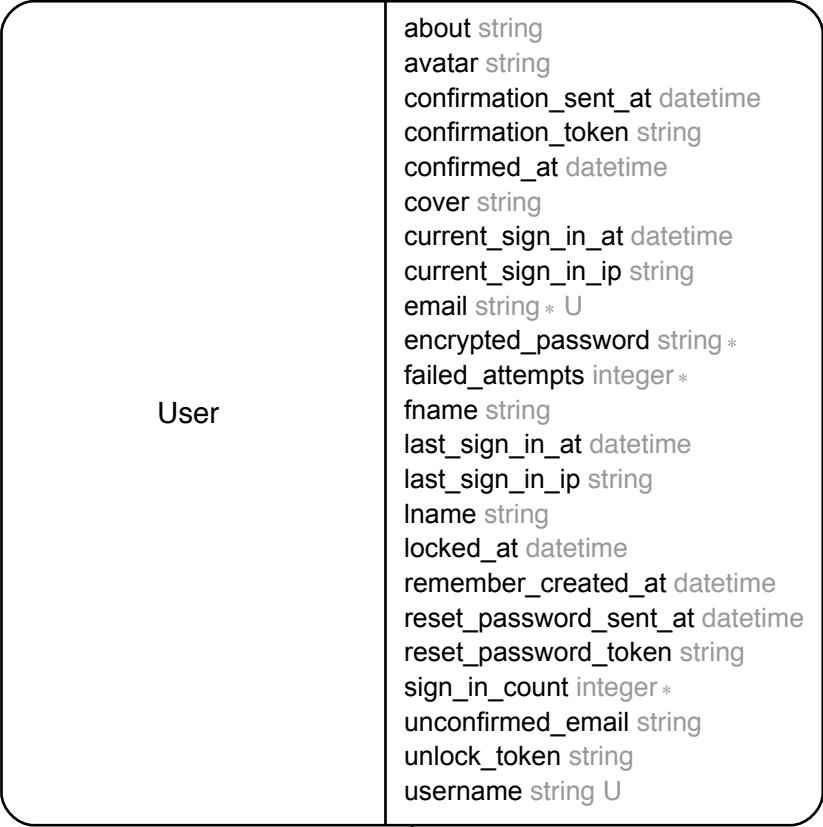 User
about string
avatar string
confirmation_sent_at datetime
confirmation_token string
confirmed_at datetime
cover string
current_sign_in_at datetime
current_sign_in_ip string
email string * U
encrypted_password string *
failed_attempts integer *
fname string
last_sign_in_at datetime
last_sign_in_ip string
lname string
locked_at datetime
remember_created_at datetime
reset_password_sent_at datetime
reset_password_token string
sign_in_count integer *
unconfirmed_email string
unlock_token string
username string U